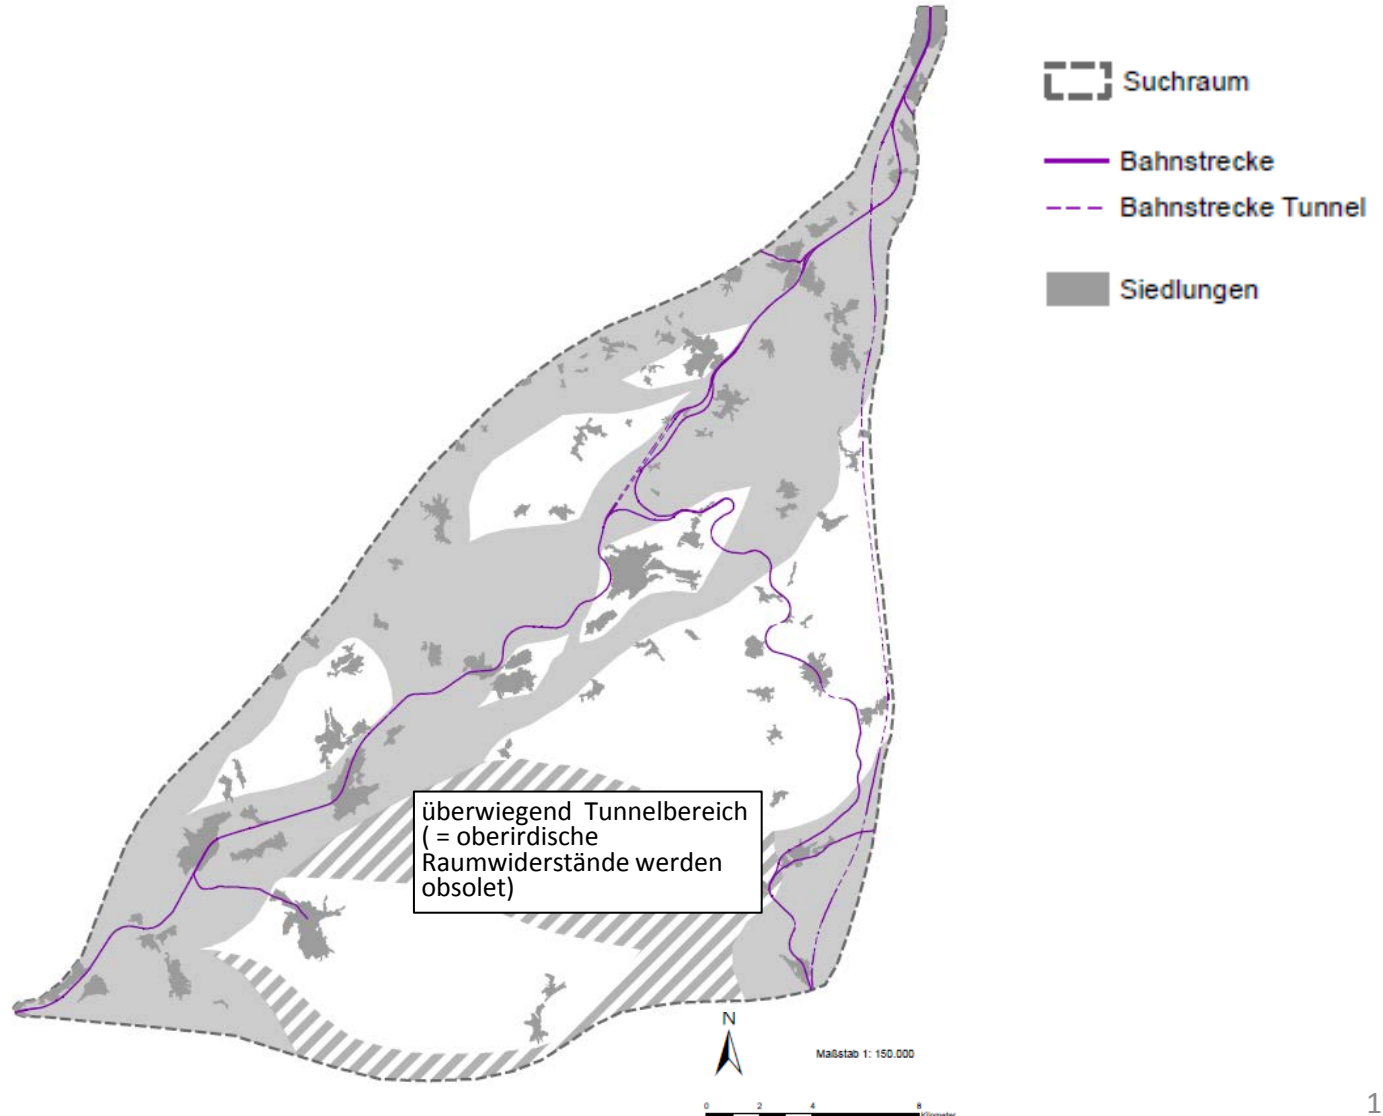 Suchraum
Bahnstrecke
Bahnstrecke Tunnel
Siedlungen
überwiegend Tunnelbereich
( = oberirdische
Raumwiderstände werden
obsolet)
N
Maßstab 1: 150.000
0 2 4 8
Kilometer
1